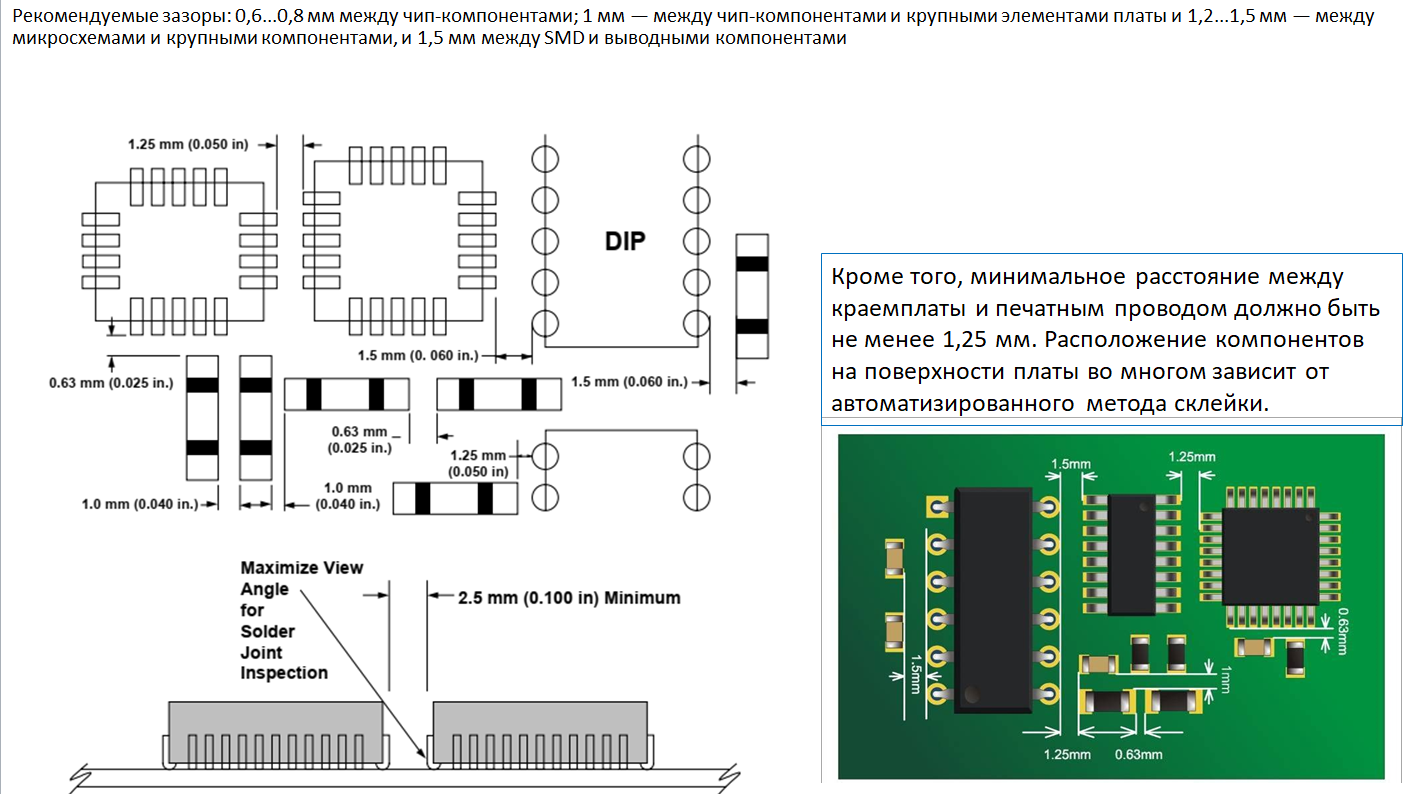 Рекомендуемые зазоры: 0,6...0,8 мм между чип-компонентами; 1 мм — между чип-компонентами и крупными элементами платы и 1,2...1,5 мм — между
микросхемами и крупными компонентами, и 1,5 мм между SMD и выводными компонентами
1.25 mm (0.050 in)
DIP
1.5 mm (0. 060 in.)
0.63 mm (0.025 in.)
1.5 mm (0.060 in.)
0.63 mm
(0.025 in.)
1.25 mm
(0.050 in)
1.0 mm (0.040 in.)
1.0 mm
(0.040 in.)
Maximize View
Angle
for
Solder
Joint
Inspection
2.5 mm (0.100 in) Minimum
Кроме того, минимальное расстояние между
краемплаты и печатным проводом должно быть
не менее 1,25 мм. Расположение компонентов
на поверхности платы во многом зависит от
автоматизированного метода склейки.
1.5mm
1.25mm
0.63mm
1.5mm
1mm
1.25mm
0.63mm